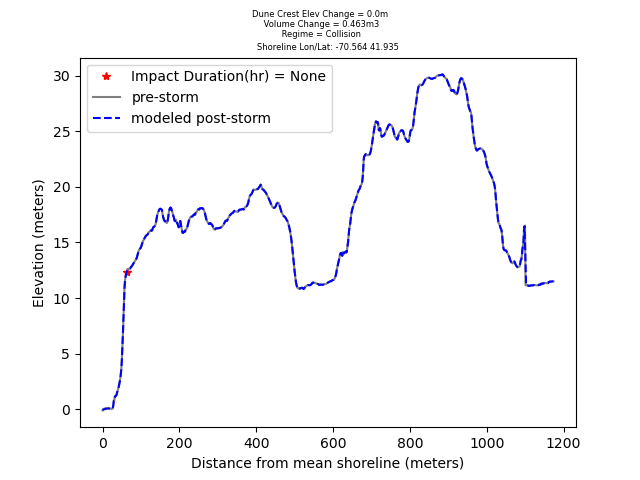 Dune Crest Elev Change = 0.0m
Volume Change = 0.463m3
Regime = Collision
Shoreline Lon/Lat: -70.564 41.935
Impact Duration(hr) = None
pre-storm
modeled post-storm
30
25
20
15
10
5
0
Elevation (meters)
0 200 400 600 800 1000 1200
Distance from mean shoreline (meters)